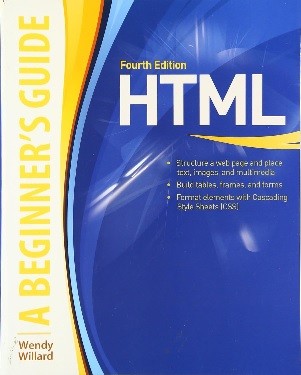 A BEGINNER'S GUIDE
Fourth Edition
HTML
• Structure a web page and place
text, images, and multimedia
• Build tables, frames, and forms
• Format elements with Cascading
Style Sheets (CSS)
Wendy
Willard